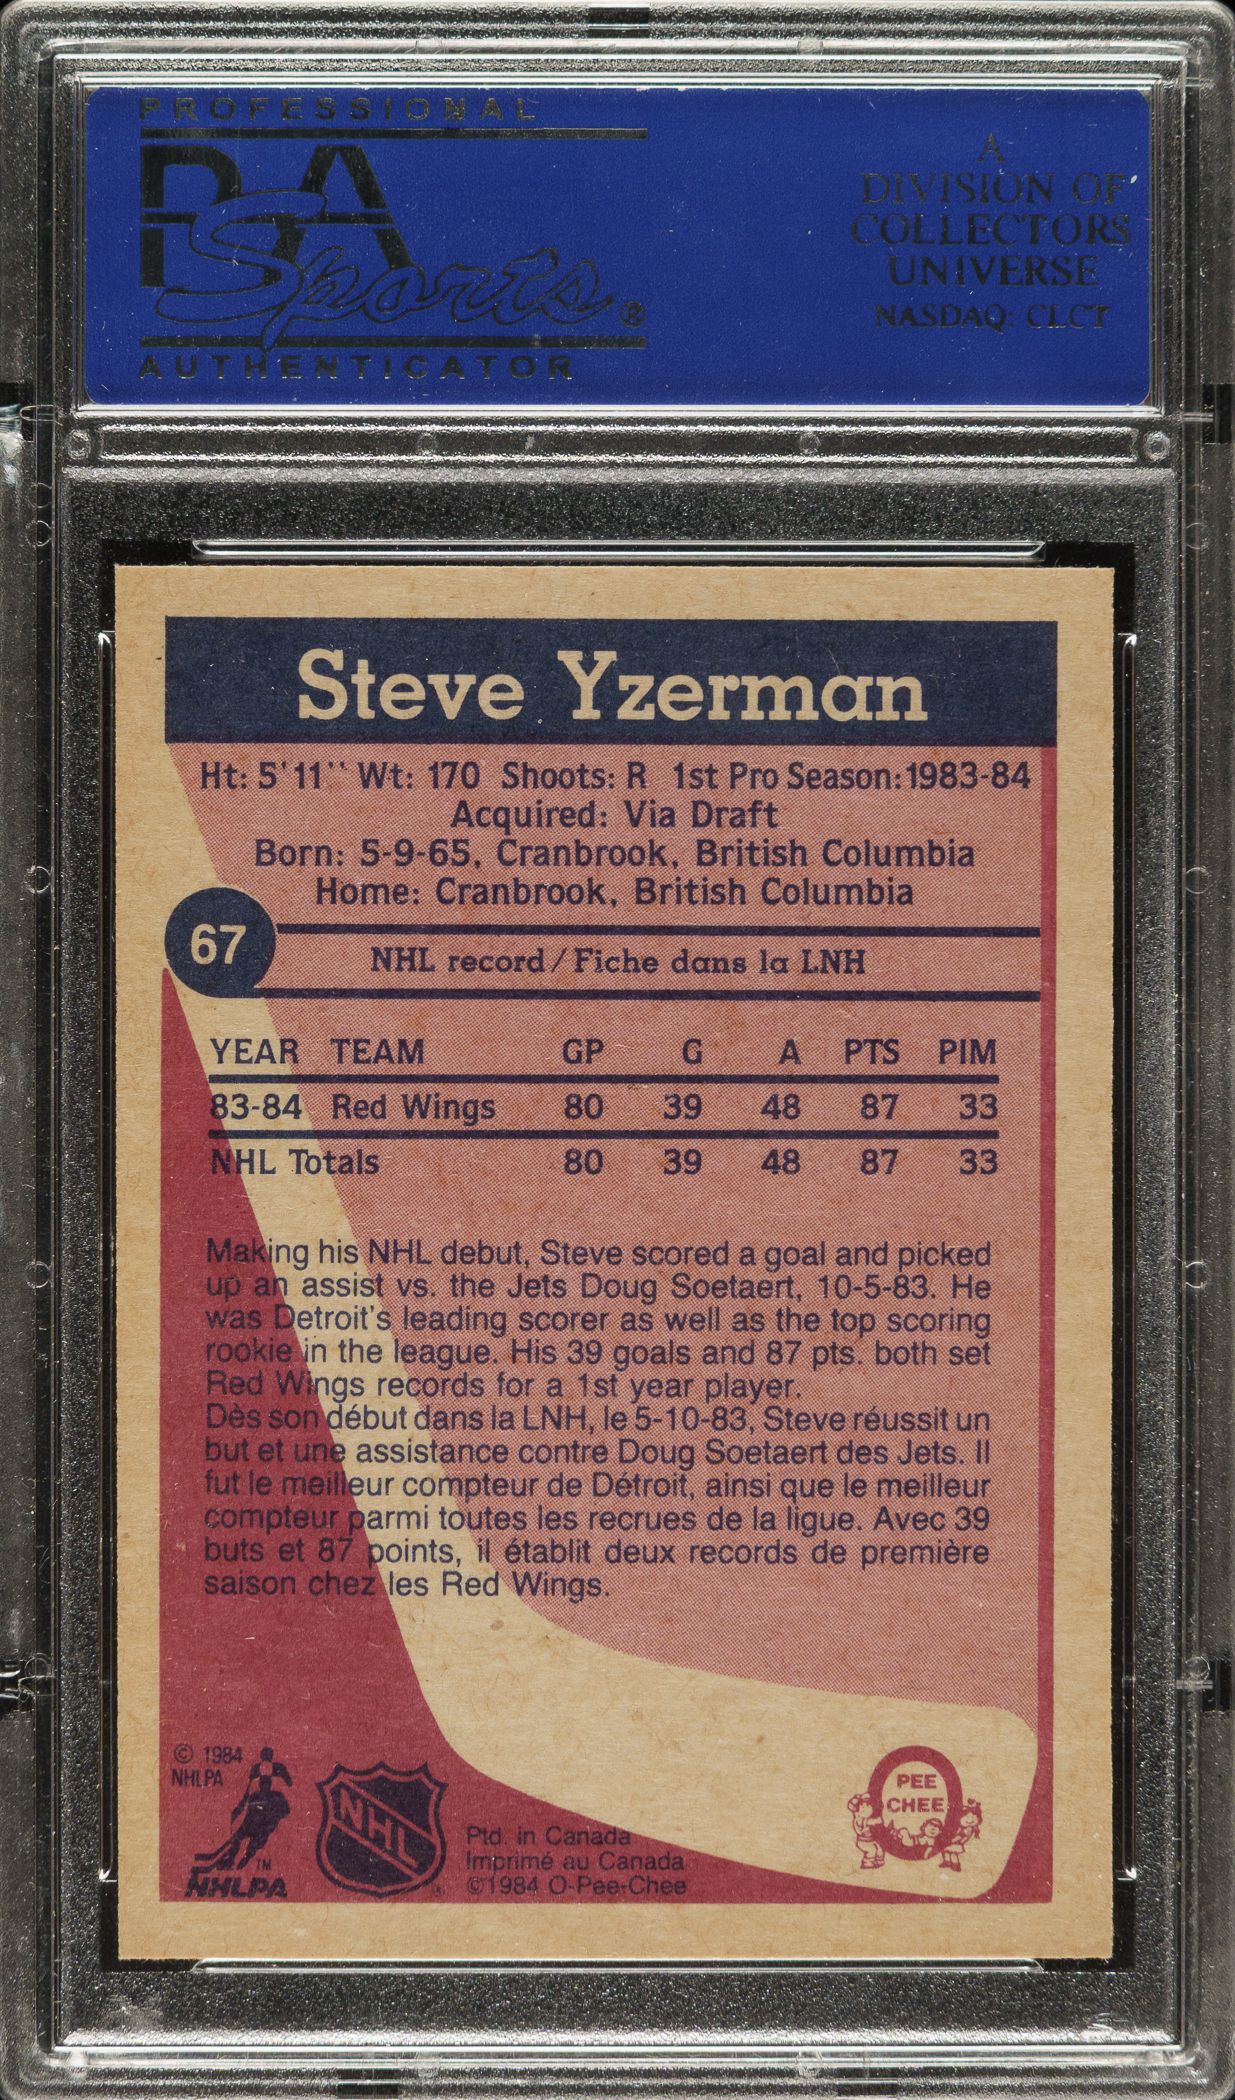 PROFESSIONAL
PSA
Sports®
AUTHENTICATOR
A
DIVISION OF
COLLECTORS
UNIVERSE
NASDAQ: CLCT
Steve Yzerman
Ht: 5'11'' Wt: 170 Shoots: R 1st Pro Season: 1983-84
Acquired: Via Draft
Born: 5-9-65, Cranbrook, British Columbia
Home: Cranbrook, British Columbia
67
NHL record/Fiche dans la LNH
YEAR TEAM GP G A PTS PIM
83-84 Red Wings 80 39 48 87 33
NHL Totals 80 39 48 87 33
Making his NHL debut, Steve scored a goal and picked
up an assist vs. the Jets Doug Soetaert, 10-5-83. He
was Detroit's leading scorer as well as the top scoring
rookie in the league. His 39 goals and 87 pts. both set
Red Wings records for a 1st year player.
Dès son début dans la LNH, le 5-10-83, Steve réussit un
but et une assistance contre Doug Soetaert des Jets. Il
fut le meilleur compteur de Détroit, ainsi que le meilleur
compteur parmi toutes les recrues de la ligue. Avec 39
buts et 87 points, il établit deux records de première
saison chez les Red Wings.
© 1984
NHLPA
TM
NHLPA
NHL
Ptd. in Canada
Imprimé au Canada
©1984 O-Pee-Chee
O
PEE
CHEE